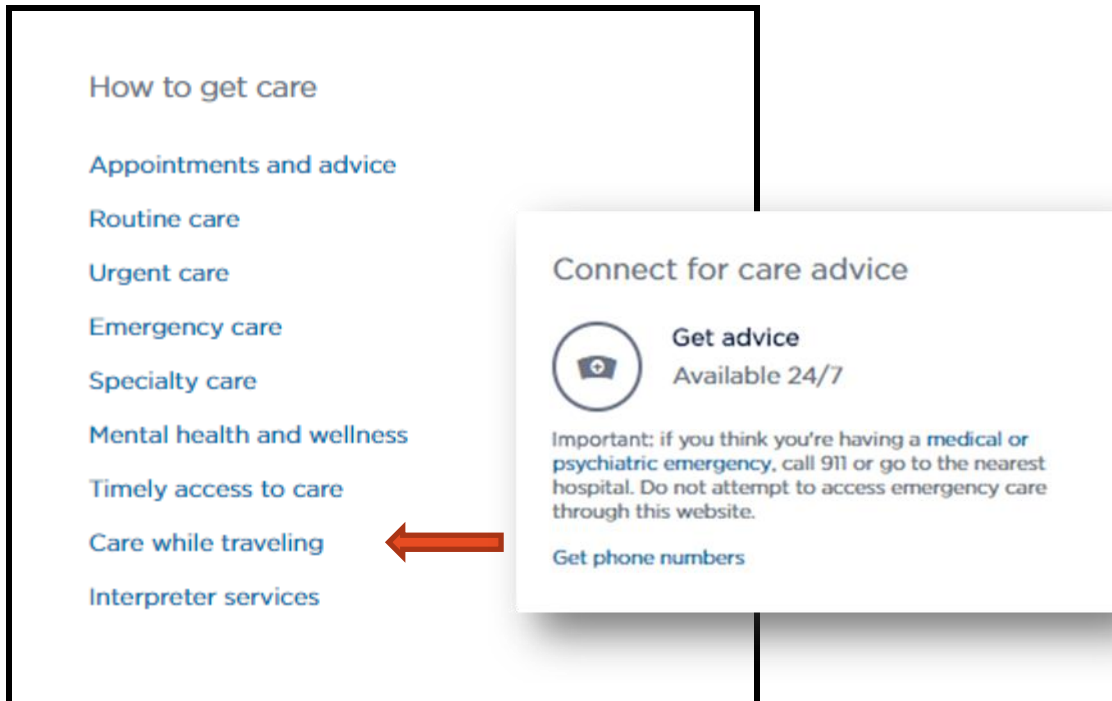 How to get care
Appointments and advice
Routine care
Urgent care
Emergency care
Specialty care
Mental health and wellness
Timely access to care
Care while traveling
Interpreter services
Connect for care advice
Get advice
Available 24/7
Important: if you think you're having a medical or
psychiatric emergency, call 911 or go to the nearest
hospital. Do not attempt to access emergency care
through this website.
Get phone numbers